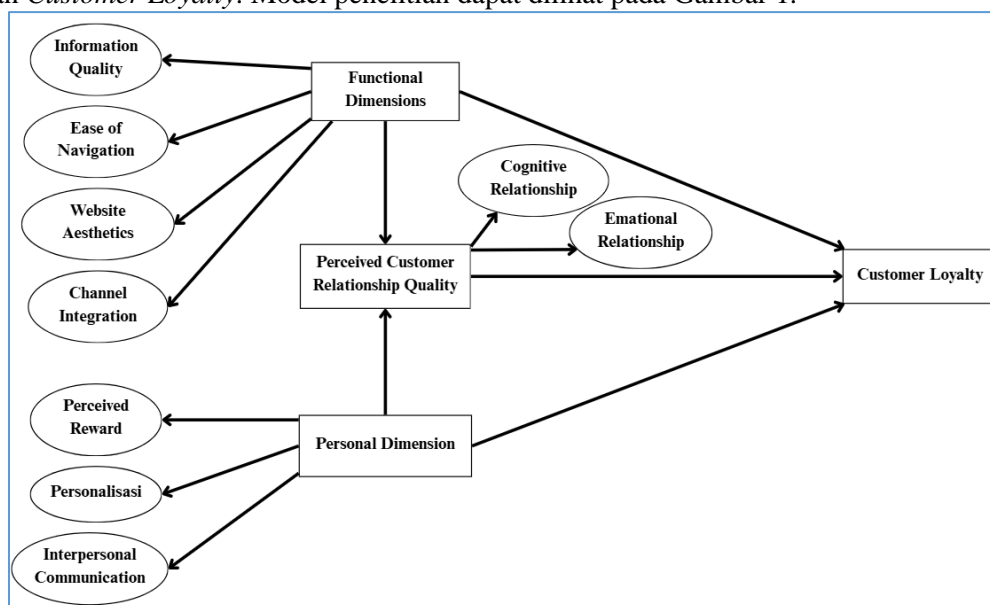 Customer Loyalty. Model penelitian dapat dilihat pada Gambar 1.
Information
Quality
Functional
Dimensions
Ease of
Navigation
Cognitive
Relationship
Website
Aesthetics
Emational
Relationship
Perceived Customer
Relationship Quality
Customer Loyalty
Channel
Integration
Perceived
Reward
Personal Dimension
Personalisasi
Interpersonal
Communication